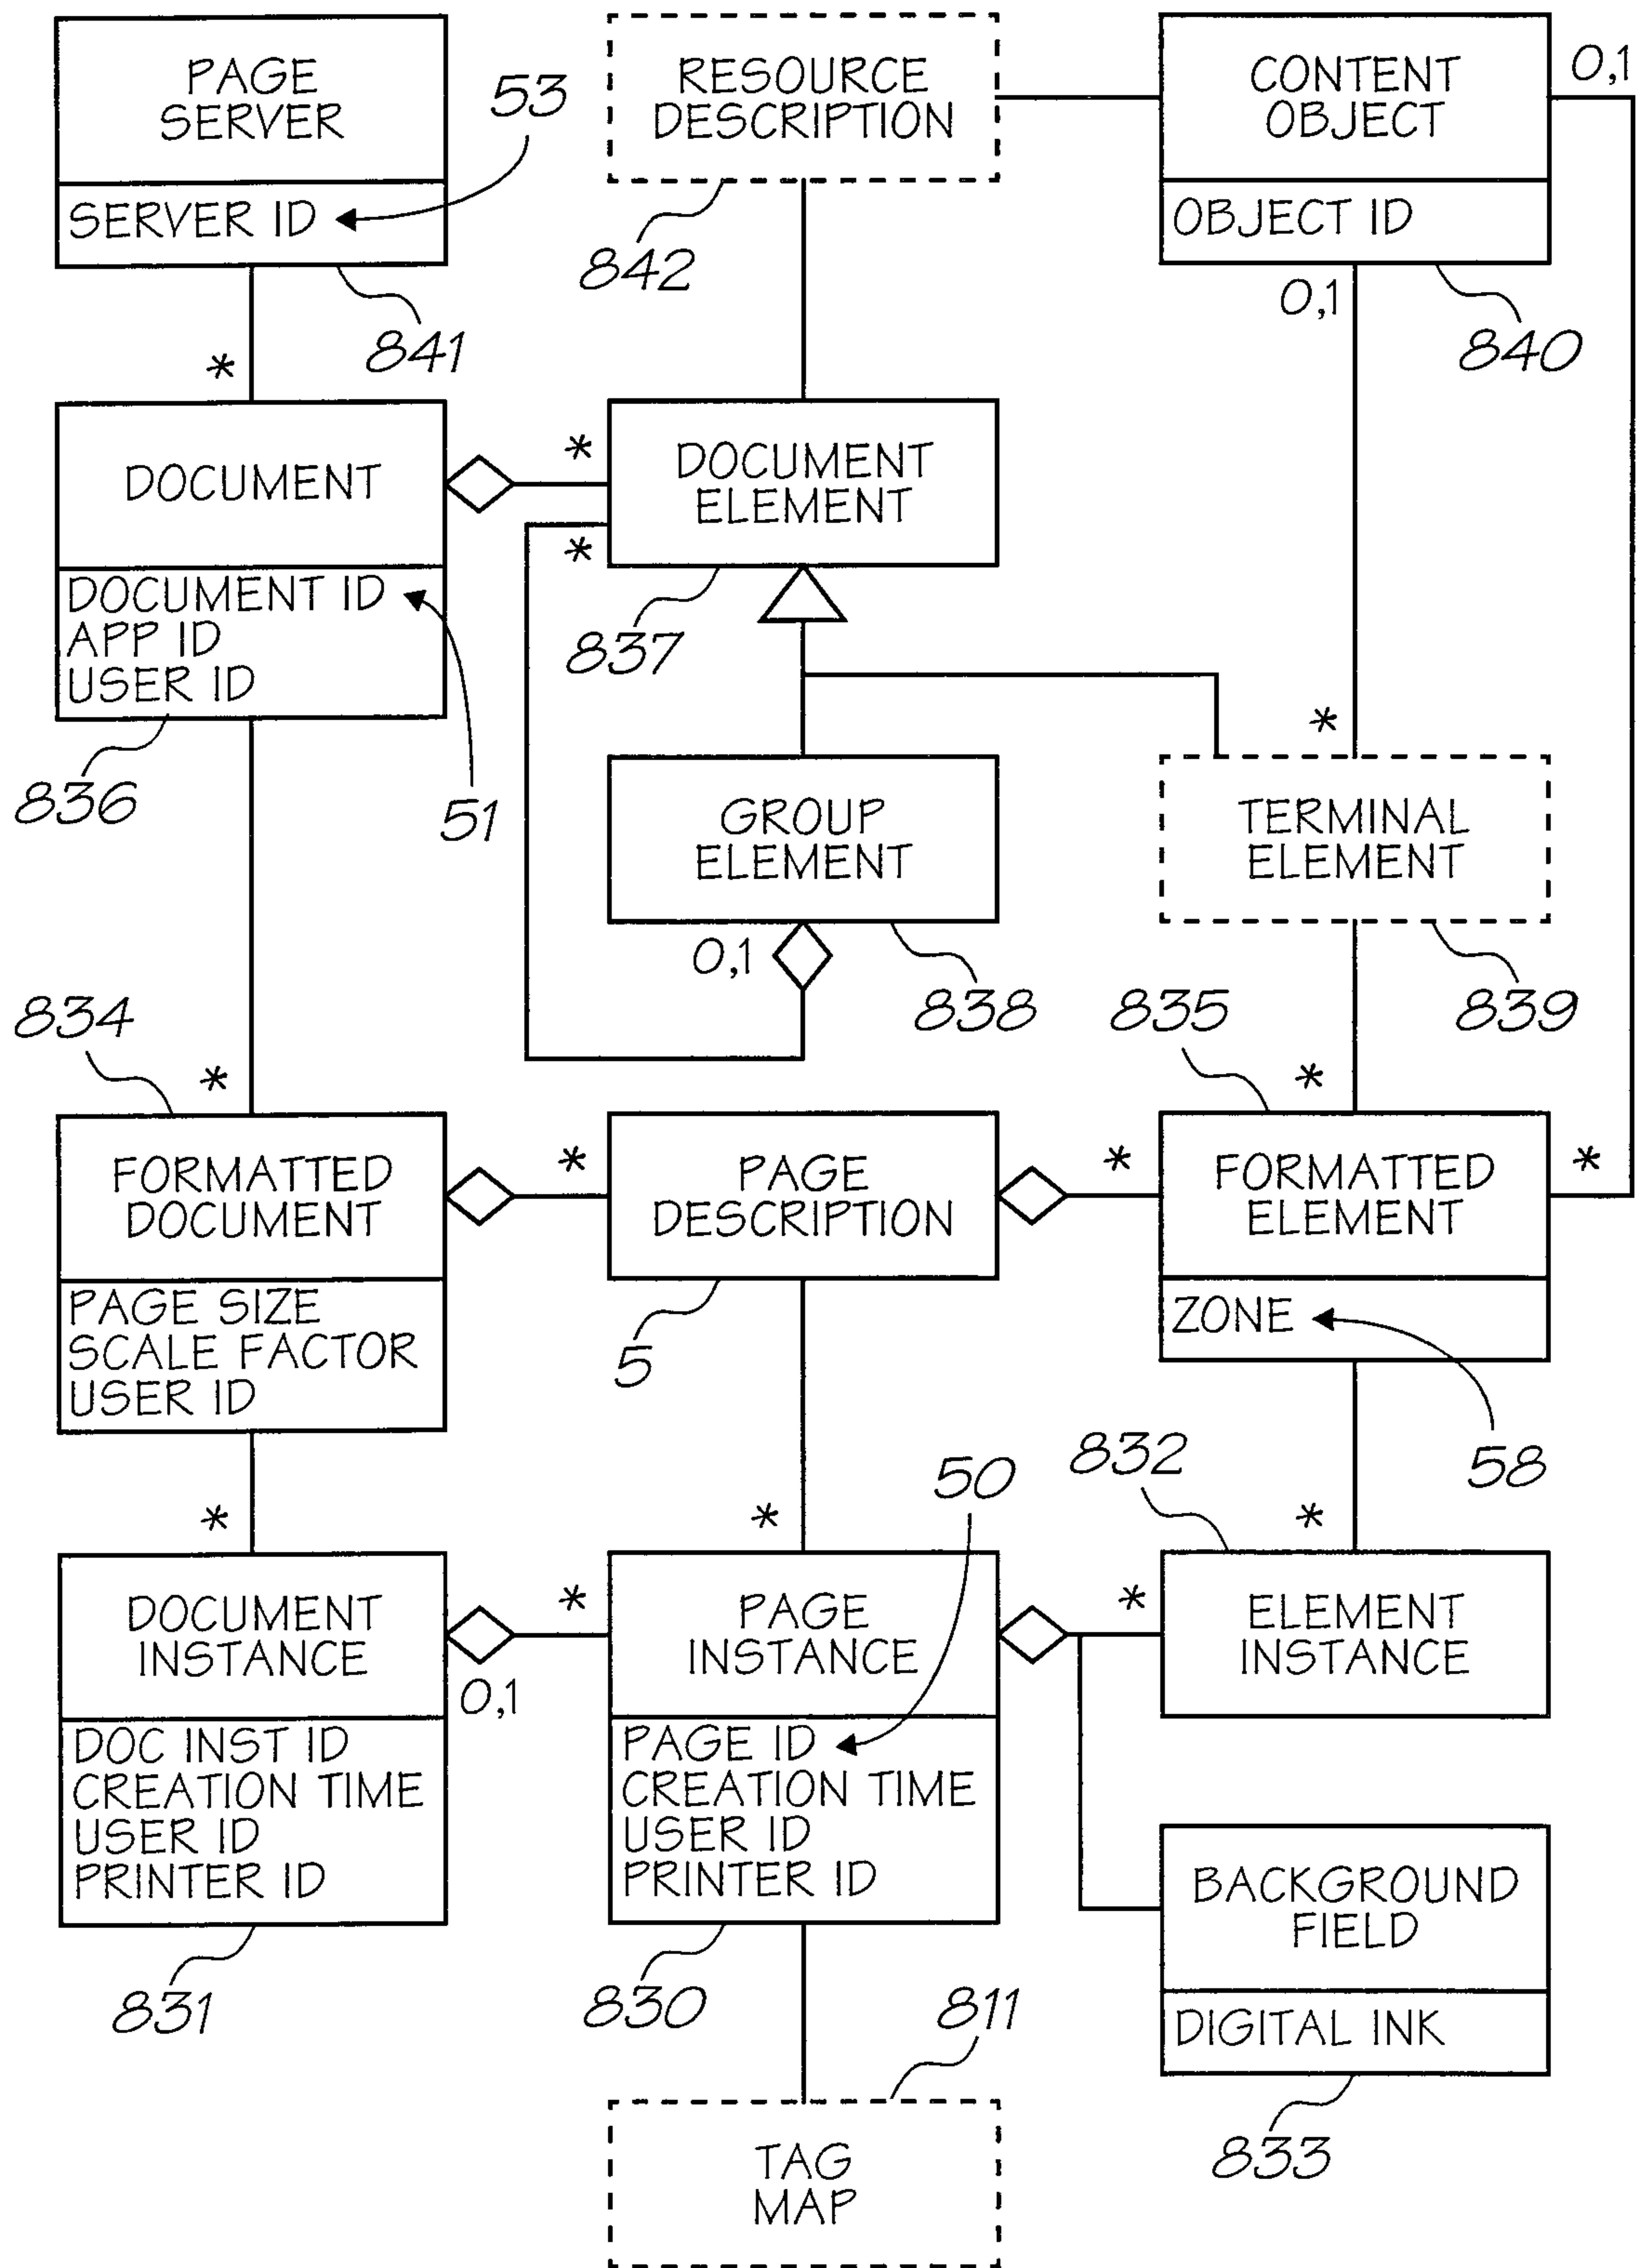 PAGE
SERVER
SERVER ID
53
841
RESOURCE
DESCRIPTION
842
CONTENT
OBJECT
OBJECT ID
0,1
0,1
840
*
DOCUMENT
DOCUMENT ID
APP ID
USER ID
836
51
*
*
DOCUMENT
ELEMENT
837
GROUP
ELEMENT
0,1
838
*
TERMINAL
ELEMENT
839
834
*
FORMATTED
DOCUMENT
PAGE SIZE
SCALE FACTOR
USER ID
*
PAGE
DESCRIPTION
5
835
*
*
FORMATTED
ELEMENT
*
ZONE
58
*
DOCUMENT
INSTANCE
0,1
DOC INST ID
CREATION TIME
USER ID
PRINTER ID
831
*
*
50
PAGE
INSTANCE
PAGE ID
CREATION TIME
USER ID
PRINTER ID
830
832
*
*
ELEMENT
INSTANCE
BACKGROUND
FIELD
DIGITAL INK
833
811
TAG
MAP